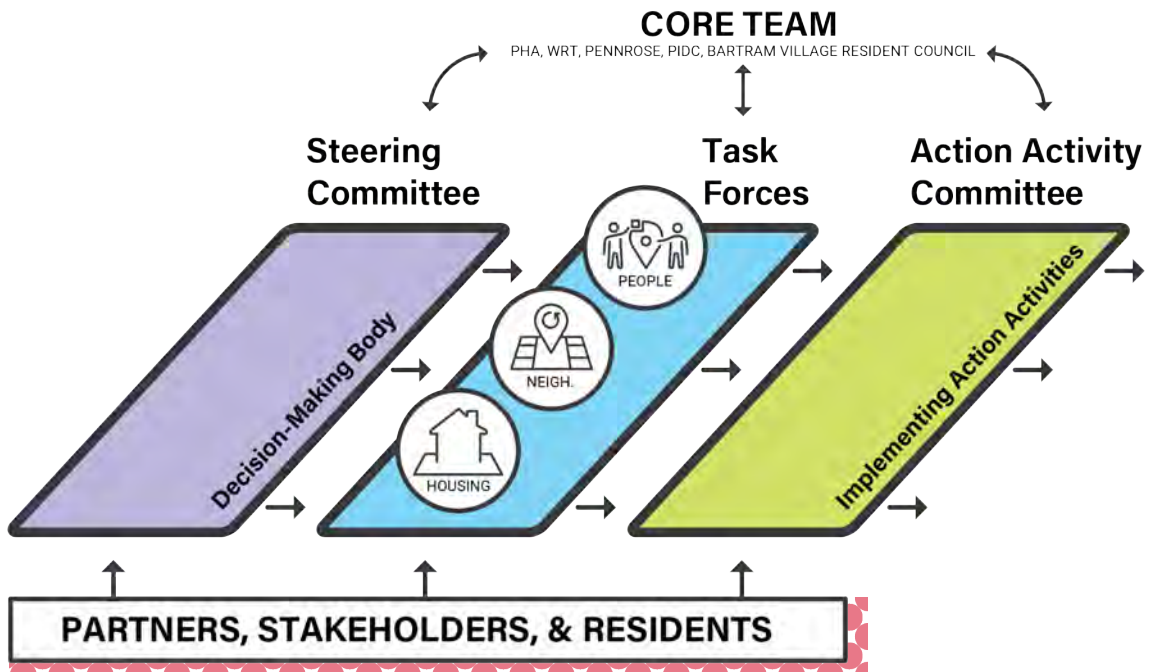 CORE TEAM
PHA, WRT, PENNROSE, PIDC, BARTRAM VILLAGE RESIDENT COUNCIL
Steering
Committee
Task
Forces
Action Activity
Committee
Decision-Making Body
PEOPLE
NEIGH.
HOUSING
Implementing Action Activities
PARTNERS, STAKEHOLDERS, & RESIDENTS